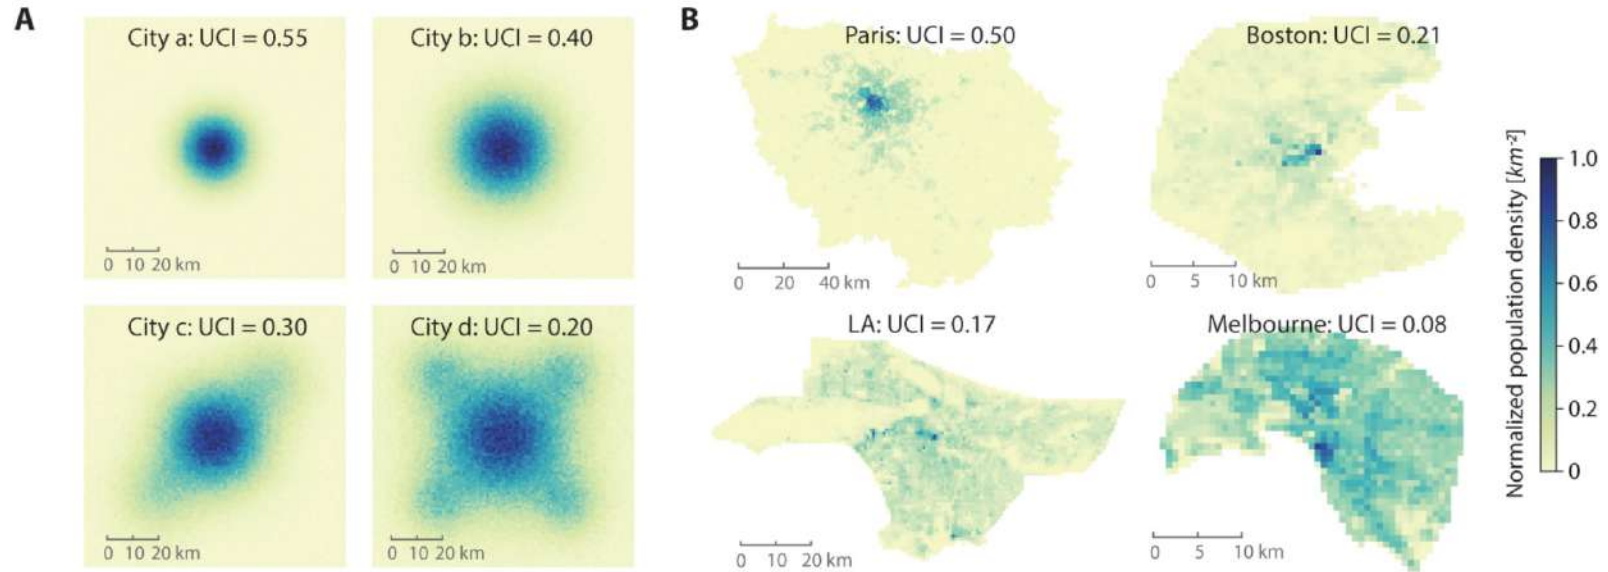 A
City a: UCI = 0.55
0 10 20 km
City b: UCI = 0.40
0 10 20 km
City c: UCI = 0.30
0 10 20 km
City d: UCI = 0.20
0 10 20 km
B
Paris: UCI = 0.50
0 20 40 km
Boston: UCI = 0.21
0 5 10 km
LA: UCI = 0.17
0 10 20 km
Melbourne: UCI = 0.08
0 5 10 km
Normalized population density [km⁻²]
1.0
0.8
0.6
0.4
0.2
0